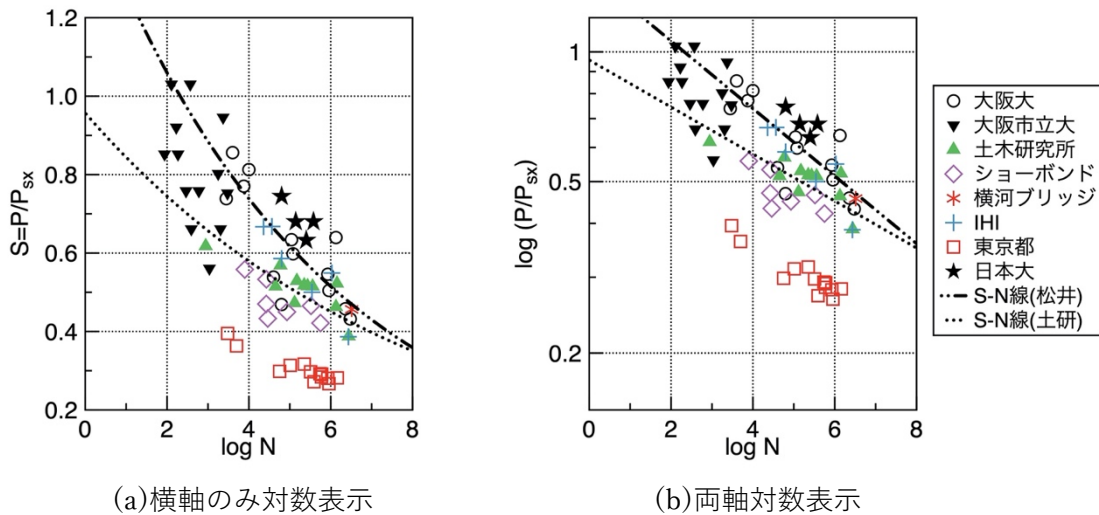 1.2
1.0
0.8
0.6
0.4
0.2
S=P/Psx
0 2 4 6 8
log N
(a)横軸のみ対数表示
1
0.5
0.2
log (P/Psx)
0 2 4 6 8
log N
(b)両軸対数表示
大阪大
大阪市立大
土木研究所
ショーボンド
横河ブリッジ
IHI
東京都
日本大
S-N線(松井)
S-N線(土研)